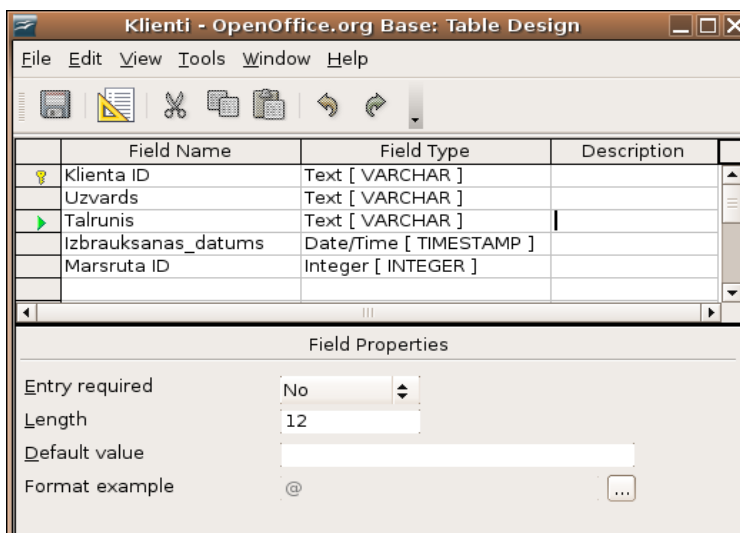 Klienti - OpenOffice.org Base: Table Design
File Edit View Tools Window Help
Field Name Field Type Description
Klienta ID Text [ VARCHAR ]
Uzvards Text [ VARCHAR ]
Talrunis Text [ VARCHAR ]
Izbrauksanas_datums Date/Time [ TIMESTAMP ]
Marsruta ID Integer [ INTEGER ]
Field Properties
Entry required No
Length 12
Default value
Format example @ ...